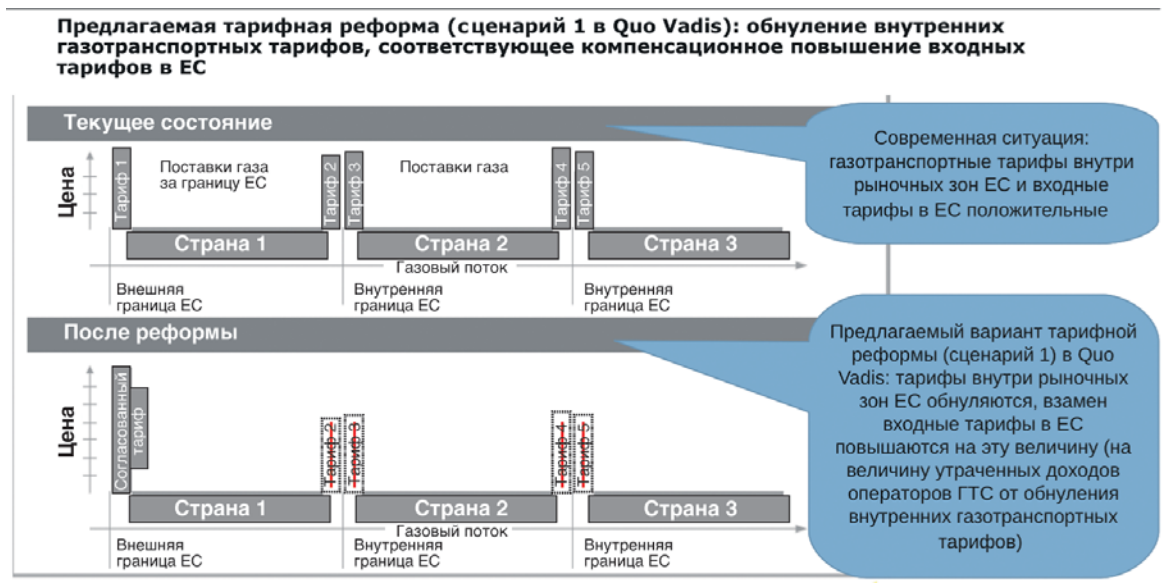 Предлагаемая тарифная реформа (сценарий 1 в Quo Vadis): обнуление внутренних
газотранспортных тарифов, соответствующее компенсационное повышение входных
тарифов в ЕС
Текущее состояние
Современная ситуация:
газотранспортные тарифы внутри
рыночных зон ЕС и входные
тарифы в ЕС положительные
Цена
Тариф 1
Поставки газа
за границу ЕС
Тариф 2
Тариф 3
Поставки газа
Тариф 4
Тариф 5
Страна 1
Страна 2
Страна 3
Газовый поток
Внешняя
граница ЕС
Внутренняя
граница ЕС
Внутренняя
граница ЕС
После реформы
Предлагаемый вариант тарифной
реформы (сценарий 1) в Quo
Vadis: тарифы внутри рыночных
зон ЕС обнуляются, взамен
входные тарифы в ЕС
повышаются на эту величину (на
величину утраченных доходов
операторов ГТС от обнуления
внутренних газотранспортных
тарифов)
Цена
Согласованный
тариф
Тариф 2
Тариф 3
Тариф 4
Тариф 5
Страна 1
Страна 2
Страна 3
Газовый поток
Внешняя
граница ЕС
Внутренняя
граница ЕС
Внутренняя
граница ЕС